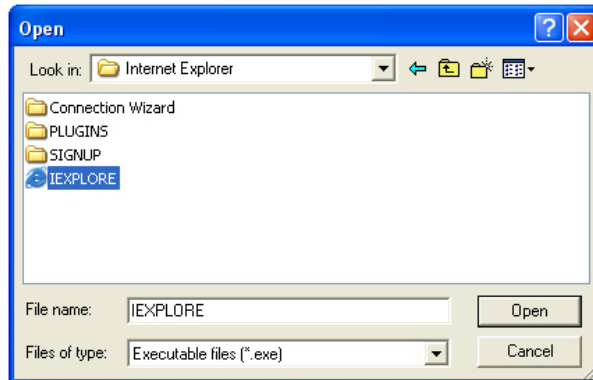 Open
Look in: Internet Explorer
Connection Wizard
PLUGINS
SIGNUP
IEXPLORE
File name: IEXPLORE Open
Files of type: Executable files (*.exe) Cancel